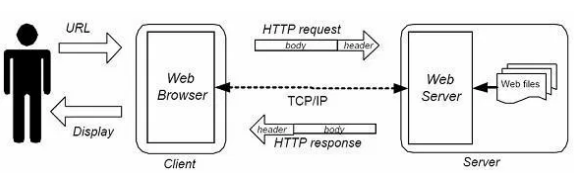 URL
Display
Web
Browser
Client
HTTP request
body header
TCP/IP
header body
HTTP response
Web
Server
Web files
Server